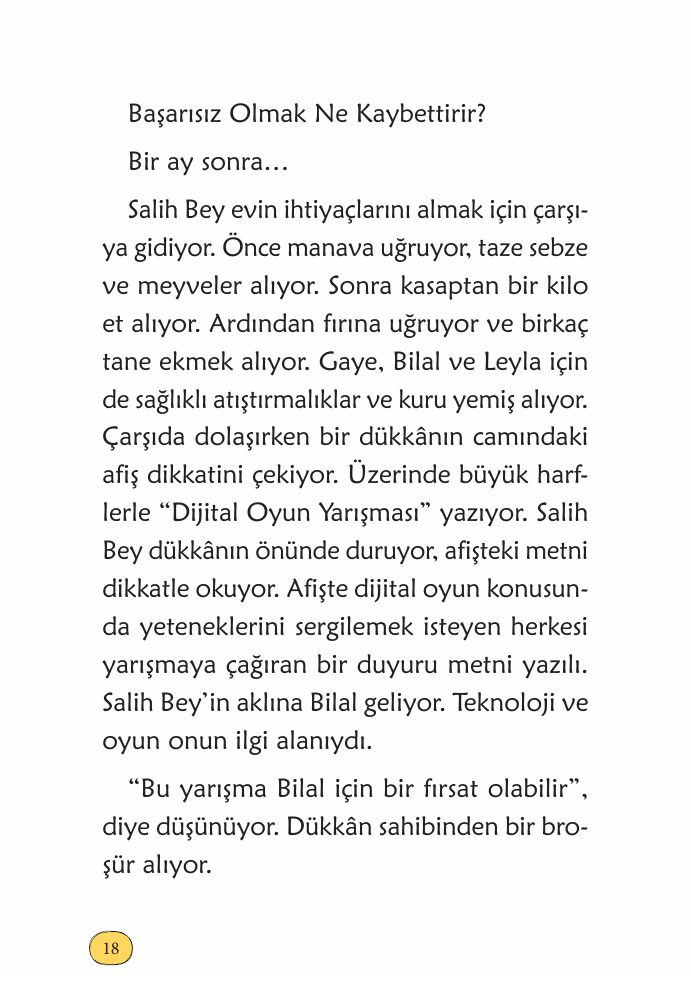 Başarısız Olmak Ne Kaybettirir?
Bir ay sonra…
Salih Bey evin ihtiyaçlarını almak için çarşı-
ya gidiyor. Önce manava uğruyor, taze sebze
ve meyveler alıyor. Sonra kasaptan bir kilo
et alıyor. Ardından fırına uğruyor ve birkaç
tane ekmek alıyor. Gaye, Bilal ve Leyla için
de sağlıklı atıştırmalıklar ve kuru yemiş alıyor.
Çarşıda dolaşırken bir dükkânın camındaki
afiş dikkatini çekiyor. Üzerinde büyük harf-
lerle “Dijital Oyun Yarışması” yazıyor. Salih
Bey dükkânın önünde duruyor, afişteki metni
dikkatle okuyor. Afişte dijital oyun konusun-
da yeteneklerini sergilemek isteyen herkesi
yarışmaya çağıran bir duyuru metni yazılı.
Salih Bey’in aklına Bilal geliyor. Teknoloji ve
oyun onun ilgi alanıydı.
“Bu yarışma Bilal için bir fırsat olabilir”,
diye düşünüyor. Dükkân sahibinden bir bro-
şür alıyor.
18